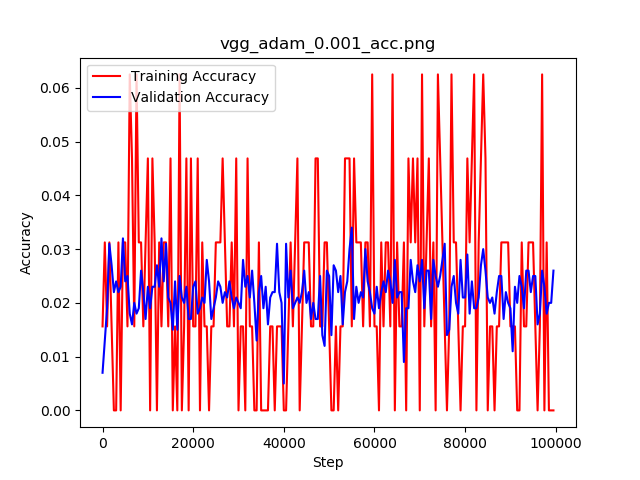 vgg_adam_0.001_acc.png
Training Accuracy
Validation Accuracy
0.06
0.05
0.04
0.03
0.02
0.01
0.00
Accuracy
0 20000 40000 60000 80000 100000
Step